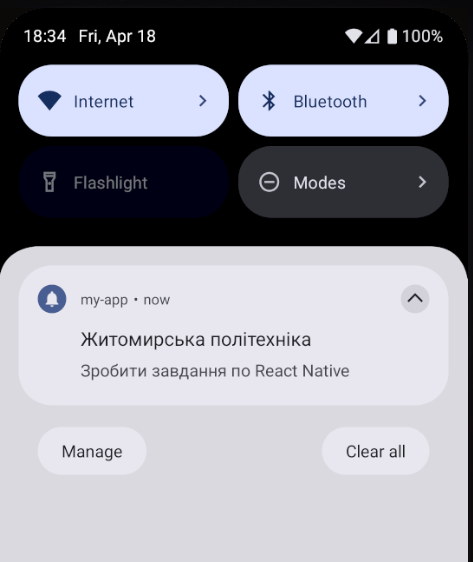 18:34 Fri, Apr 18 100%
Internet Bluetooth
Flashlight Modes
my-app • now
Житомирська політехніка
Зробити завдання по React Native
Manage Clear all